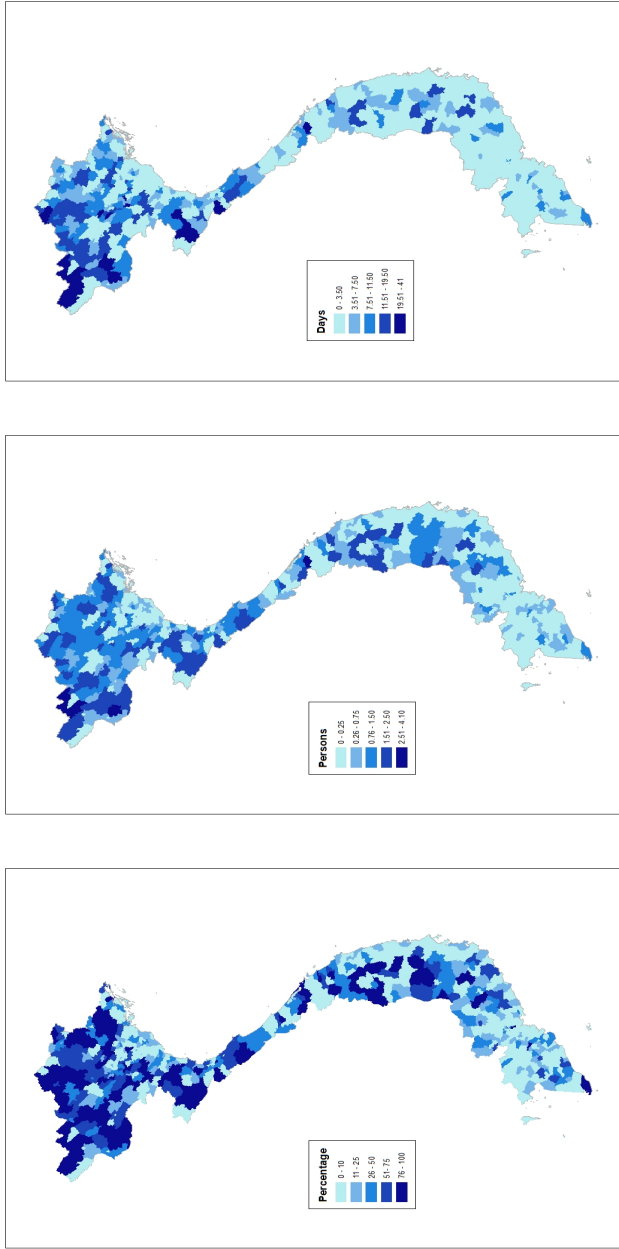 Percentage
0 - 10
11 - 25
26 - 50
51 - 75
76 - 100
Persons
0 - 0.25
0.26 - 0.75
0.76 - 1.50
1.51 - 2.50
2.51 - 4.10
Days
0 - 3.50
3.51 - 7.50
7.51 - 11.50
11.51 - 19.50
19.51 - 41